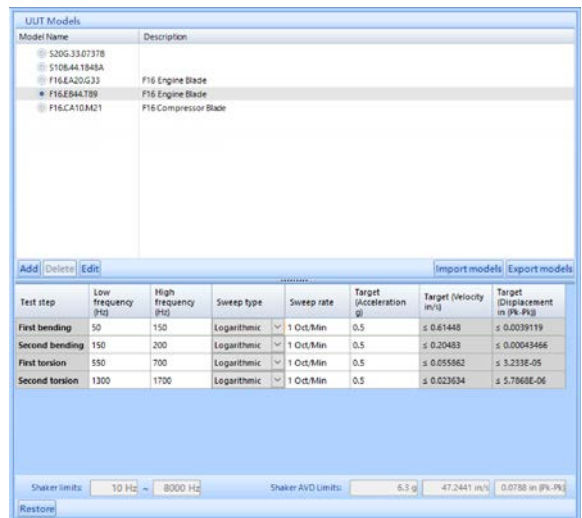 UUT Models
Model Name Description
S20G.33.0737B
S10B.44.1848A
F16.EA20.G33 F16 Engine Blade
F16.EB44.T89 F16 Engine Blade
F16.CA10.M21 F16 Compressor Blade
Add Delete Edit Import models Export models
Test step Low frequency (Hz) High frequency (Hz) Sweep type Sweep rate Target (Acceleration g) Target (Velocity in/s) Target (Displacement in (Pk-Pk))
First bending 50 150 Logarithmic 1 Oct/Min 0.5 ≤ 0.61448 ≤ 0.0039119
Second bending 150 200 Logarithmic 1 Oct/Min 0.5 ≤ 0.20483 ≤ 0.00043466
First torsion 550 700 Logarithmic 1 Oct/Min 0.5 ≤ 0.055862 ≤ 3.233E-05
Second torsion 1300 1700 Logarithmic 1 Oct/Min 0.5 ≤ 0.023634 ≤ 5.7868E-06
Shaker limits: 10 Hz ~ 8000 Hz Shaker AVD Limits: 6.3 g 47.2441 in/s 0.0788 in (Pk-Pk)
Restore